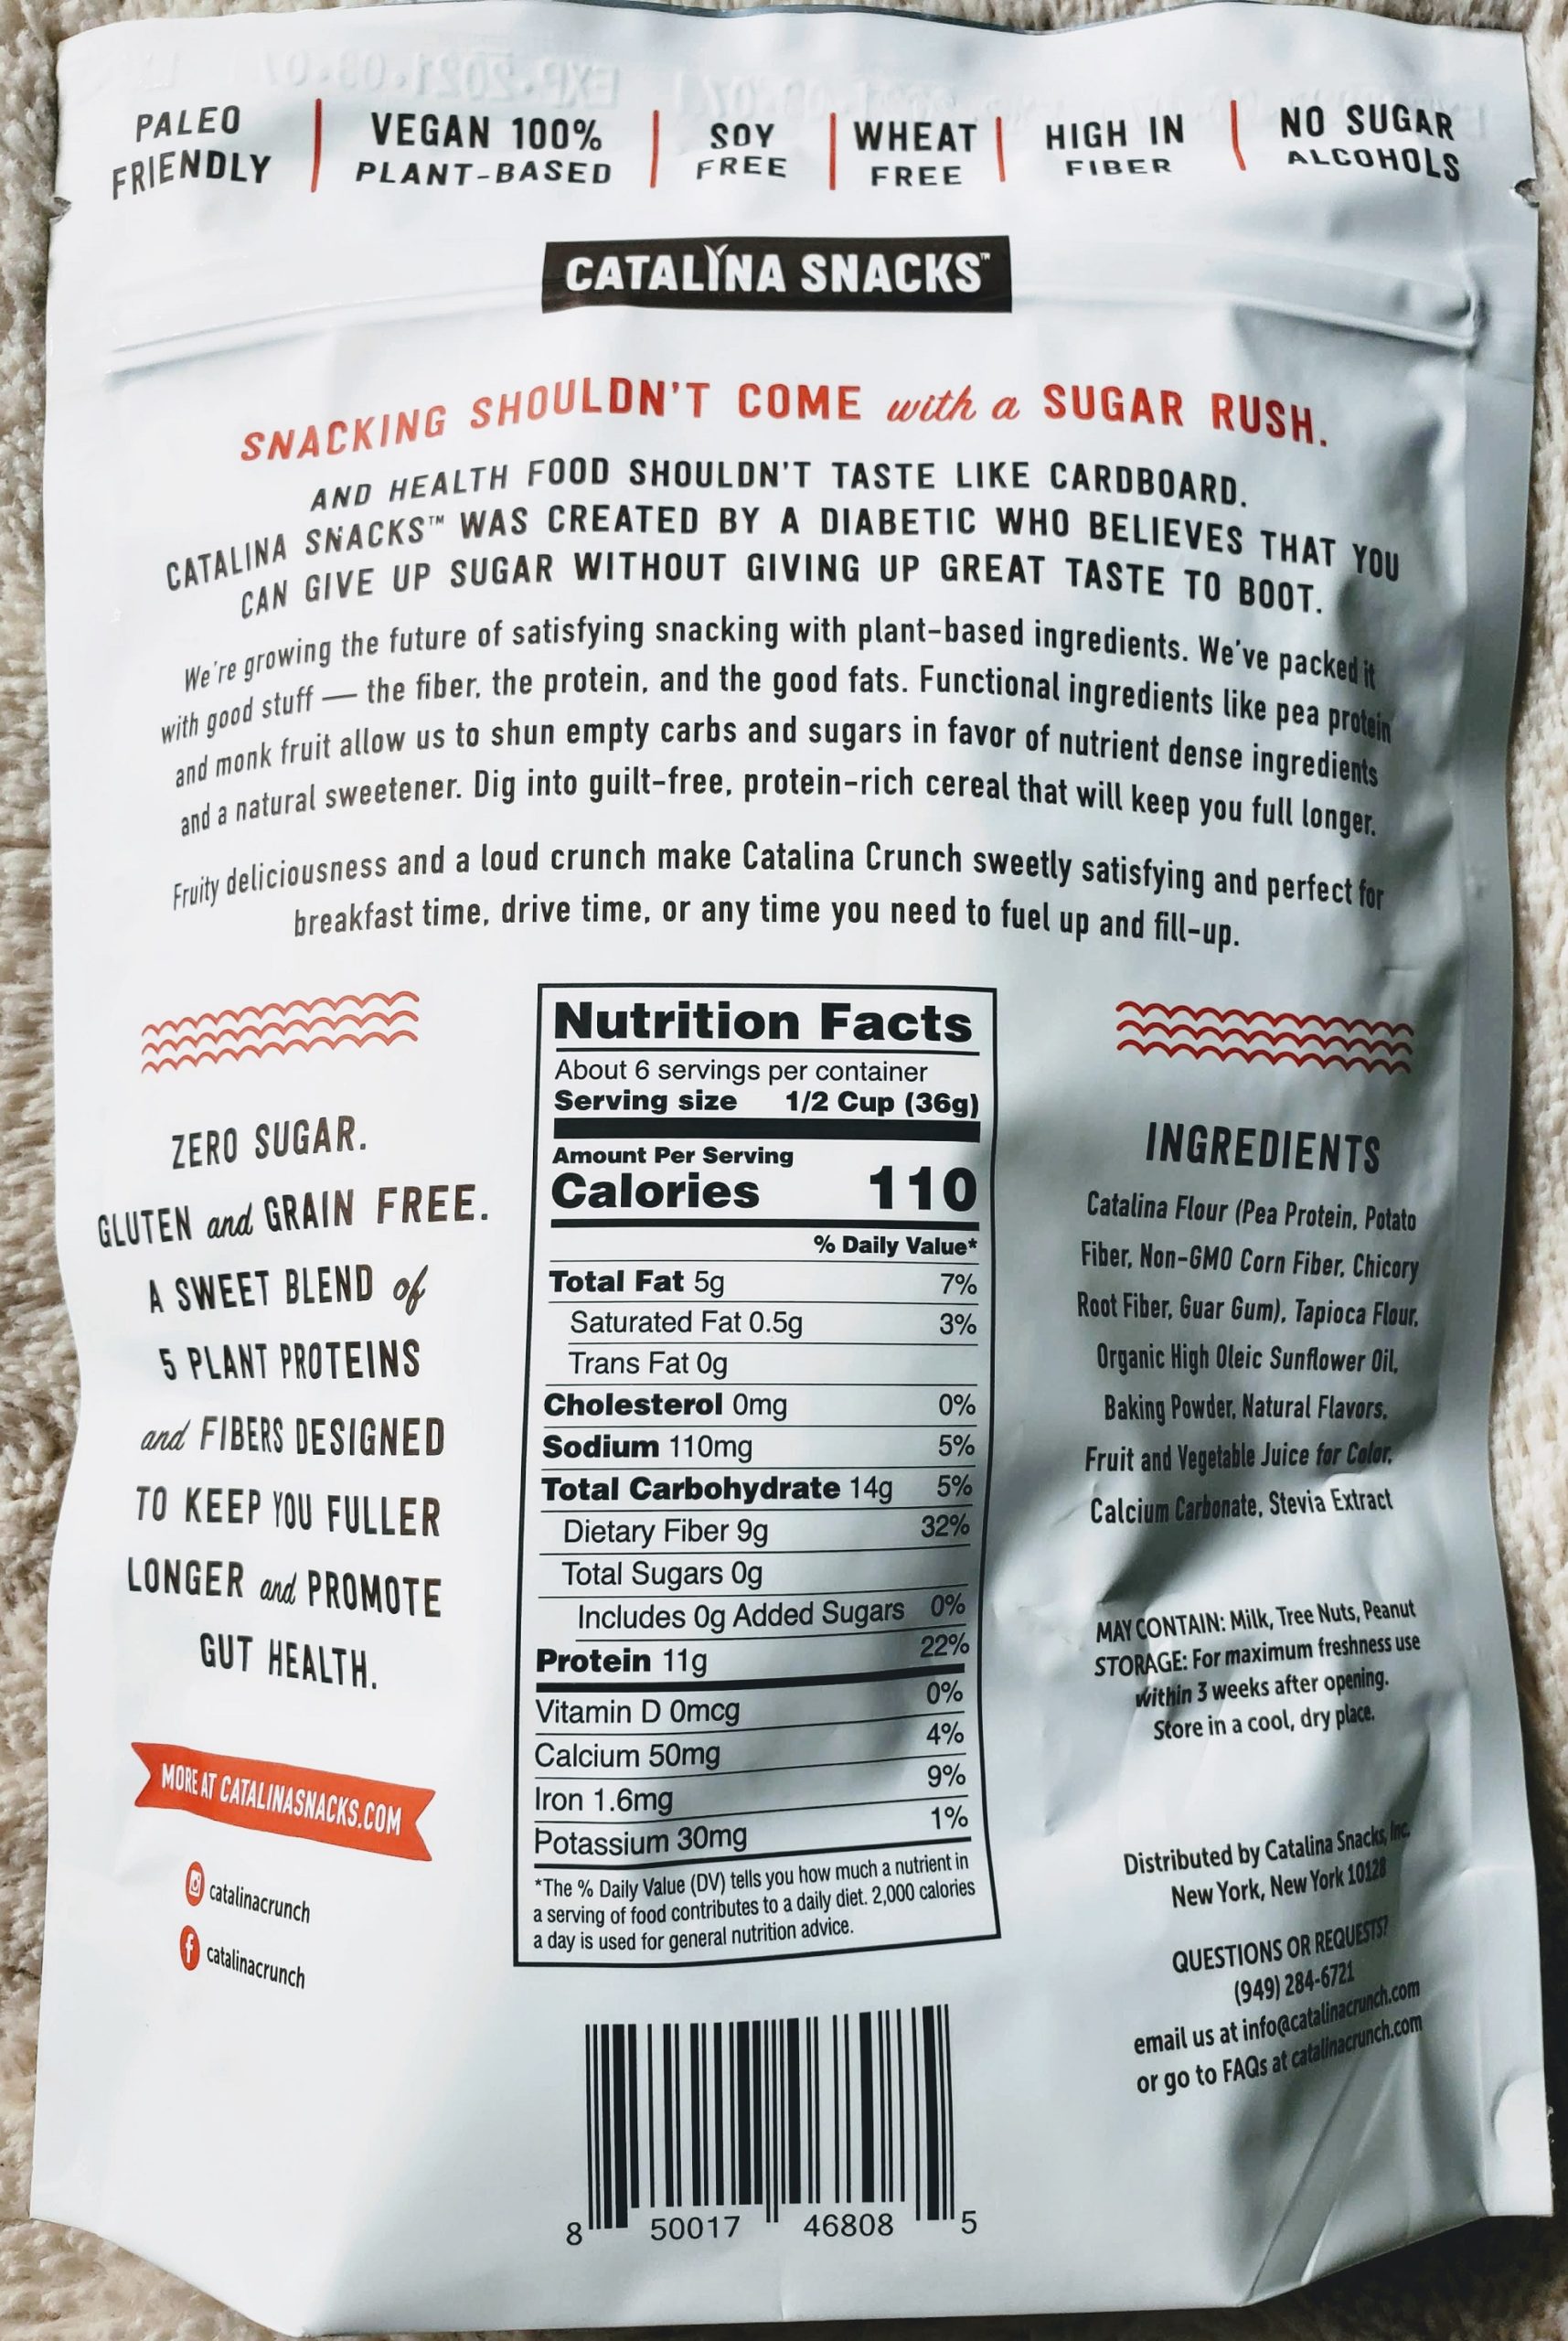 EXP.2021.09.07
PALEO
FRIENDLY
VEGAN 100%
PLANT-BASED
SOY
FREE
WHEAT
FREE
HIGH IN
FIBER
NO SUGAR
ALCOHOLS
CATALINA SNACKS™
SNACKING SHOULDN'T COME with a SUGAR RUSH.
AND HEALTH FOOD SHOULDN'T TASTE LIKE CARDBOARD.
CATALINA SNACKS™ WAS CREATED BY A DIABETIC WHO BELIEVES THAT YOU
CAN GIVE UP SUGAR WITHOUT GIVING UP GREAT TASTE TO BOOT.
We're growing the future of satisfying snacking with plant-based ingredients. We've packed it
with good stuff — the fiber, the protein, and the good fats. Functional ingredients like pea protein
and monk fruit allow us to shun empty carbs and sugars in favor of nutrient dense ingredients
and a natural sweetener. Dig into guilt-free, protein-rich cereal that will keep you full longer.
Fruity deliciousness and a loud crunch make Catalina Crunch sweetly satisfying and perfect for
breakfast time, drive time, or any time you need to fuel up and fill-up.
ZERO SUGAR.
GLUTEN and GRAIN FREE.
A SWEET BLEND of
5 PLANT PROTEINS
and FIBERS DESIGNED
TO KEEP YOU FULLER
LONGER and PROMOTE
GUT HEALTH.
MORE AT CATALINASNACKS.COM
catalinacrunch
catalinacrunch
Nutrition Facts
About 6 servings per container
Serving size 1/2 Cup (36g)
Amount Per Serving
Calories 110
% Daily Value*
Total Fat 5g 7%
Saturated Fat 0.5g 3%
Trans Fat 0g
Cholesterol 0mg 0%
Sodium 110mg 5%
Total Carbohydrate 14g 5%
Dietary Fiber 9g 32%
Total Sugars 0g
Includes 0g Added Sugars 0%
Protein 11g 22%
Vitamin D 0mcg 0%
Calcium 50mg 4%
Iron 1.6mg 9%
Potassium 30mg 1%
*The % Daily Value (DV) tells you how much a nutrient in
a serving of food contributes to a daily diet. 2,000 calories
a day is used for general nutrition advice.
8 50017 46808 5
INGREDIENTS
Catalina Flour (Pea Protein, Potato
Fiber, Non-GMO Corn Fiber, Chicory
Root Fiber, Guar Gum), Tapioca Flour,
Organic High Oleic Sunflower Oil,
Baking Powder, Natural Flavors,
Fruit and Vegetable Juice for Color,
Calcium Carbonate, Stevia Extract
MAY CONTAIN: Milk, Tree Nuts, Peanut
STORAGE: For maximum freshness use
within 3 weeks after opening.
Store in a cool, dry place.
Distributed by Catalina Snacks, Inc.
New York, New York 10128
QUESTIONS OR REQUESTS?
(949) 284-6721
email us at info@catalinacrunch.com
or go to FAQs at catalinacrunch.com